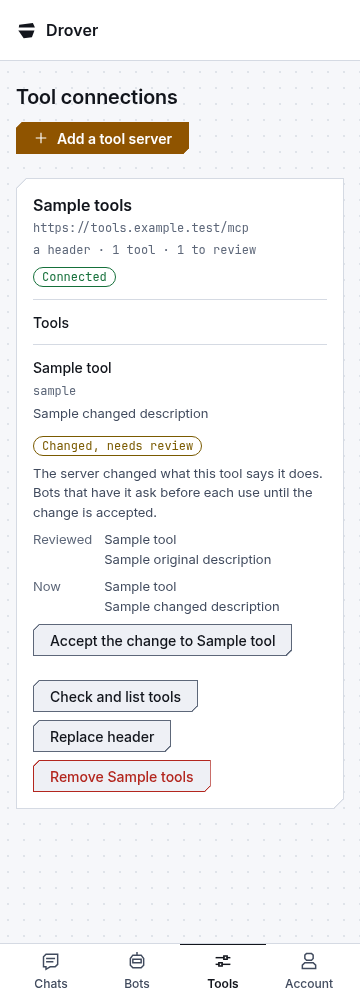 Drover
Tool connections
+ Add a tool server
Sample tools
https://tools.example.test/mcp
a header · 1 tool · 1 to review
Connected
Tools
Sample tool
sample
Sample changed description
Changed, needs review
The server changed what this tool says it does.
Bots that have it ask before each use until the
change is accepted.
Reviewed Sample tool
Sample original description
Now Sample tool
Sample changed description
Accept the change to Sample tool
Check and list tools
Replace header
Remove Sample tools
Chats Bots Tools Account